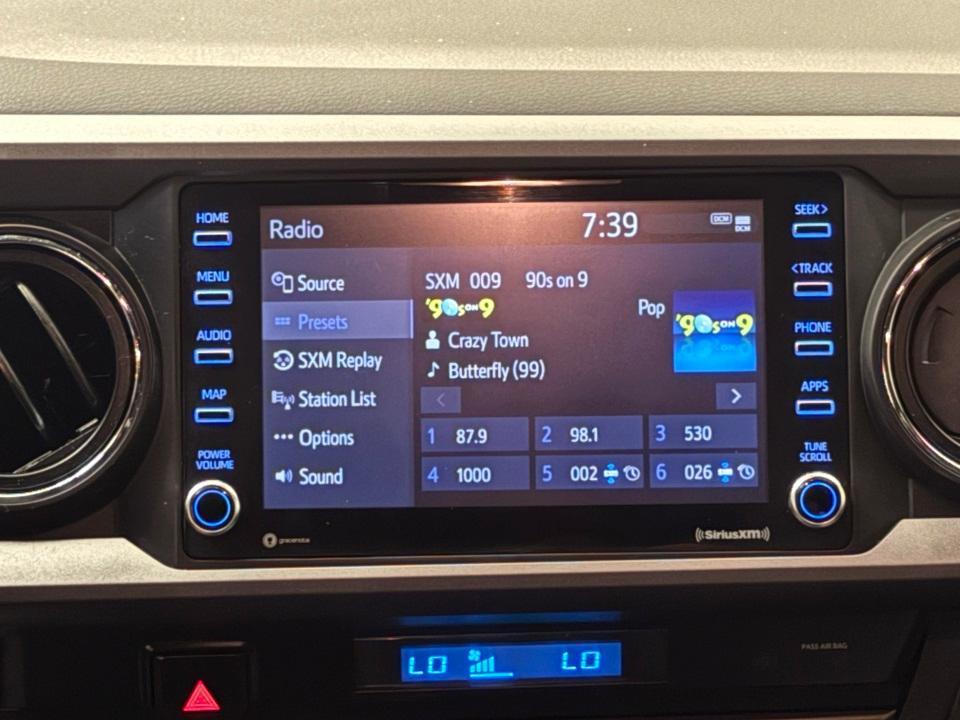 HOME
MENU
AUDIO
MAP
POWER
VOLUME
Radio
7:39
DCM
DCM
Source
Presets
SXM Replay
Station List
Options
Sound
SXM 009 90s on 9
'90s ON 9
Pop
'90s ON 9
Crazy Town
Butterfly (99)
<
>
1 87.9
2 98.1
3 530
4 1000
5 002
6 026
SEEK>
<TRACK
PHONE
APPS
TUNE
SCROLL
gracenote
((SiriusXM))
LO
LO
PASS AIR BAG